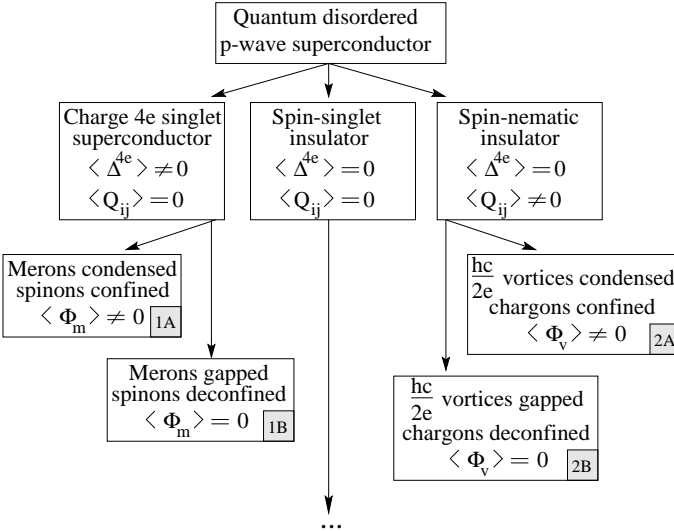 Quantum disordered
p-wave superconductor
Charge 4e singlet
superconductor
〈 Δ^{4e} 〉 ≠ 0
〈 Q_{ij} 〉 = 0
Spin-singlet
insulator
〈 Δ^{4e} 〉 = 0
〈 Q_{ij} 〉 = 0
Spin-nematic
insulator
〈 Δ^{4e} 〉 = 0
〈 Q_{ij} 〉 ≠ 0
Merons condensed
spinons confined
〈 Φ_m 〉 ≠ 0 1A
hc/2e vortices condensed
chargons confined
〈 Φ_v 〉 ≠ 0 2A
Merons gapped
spinons deconfined
〈 Φ_m 〉 = 0 1B
hc/2e vortices gapped
chargons deconfined
〈 Φ_v 〉 = 0 2B
...